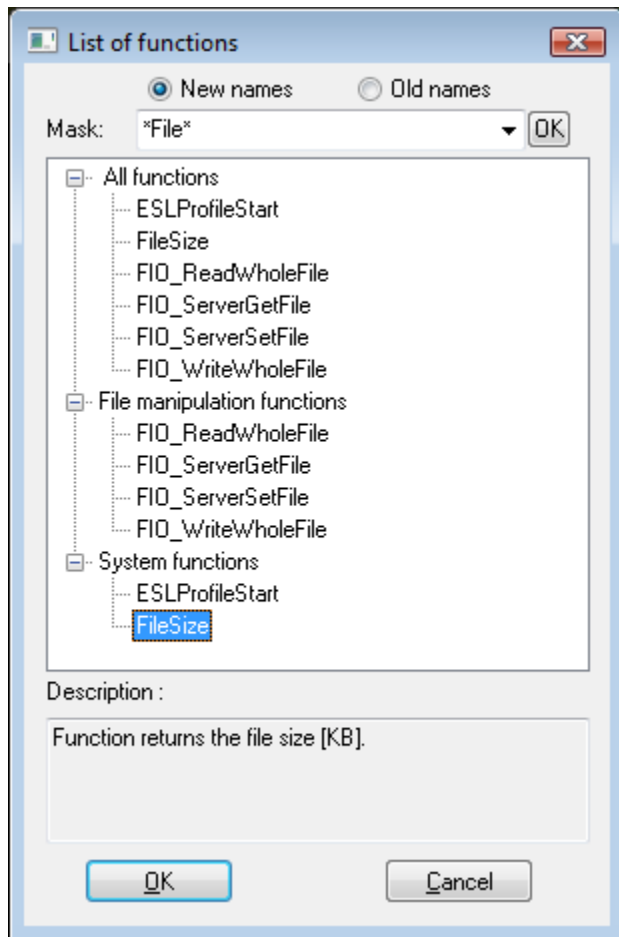 List of functions
New names Old names
Mask: *File* OK
All functions
ESLProfileStart
FileSize
FIO_ReadWholeFile
FIO_ServerGetFile
FIO_ServerSetFile
FIO_WriteWholeFile
File manipulation functions
FIO_ReadWholeFile
FIO_ServerGetFile
FIO_ServerSetFile
FIO_WriteWholeFile
System functions
ESLProfileStart
FileSize
Description :
Function returns the file size [KB].
OK Cancel